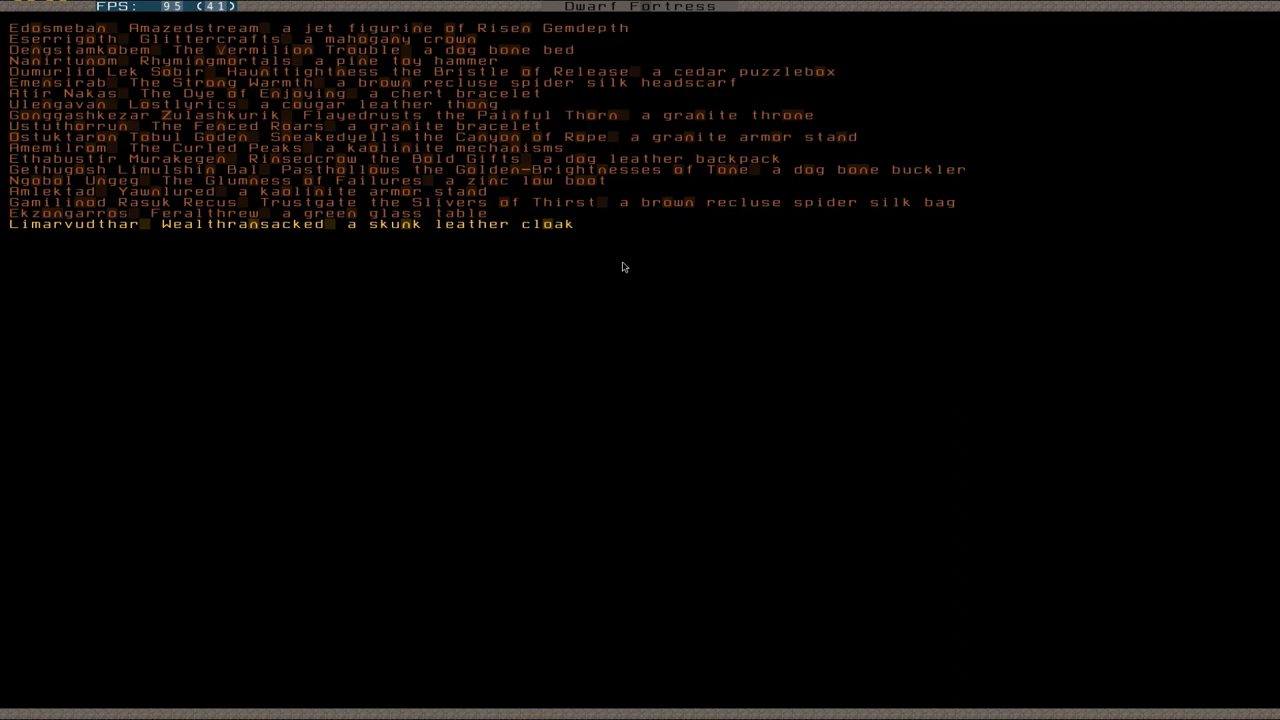 FPS: 95 (41)
Dwarf Fortress
Edosmeban Amazedstream a jet figurine of Risen Gemdepth
Eserrigoth Glittercrafts a mahogany crown
Dengstamkobem The Vermilion Trouble a dog bone bed
Nanirtunom Rhymingmortals a pine toy hammer
Dumurlid Lek Sobir Haunttightness the Bristle of Release a cedar puzzlebox
Emensirab The Strong Warmth a brown recluse spider silk headscarf
Atir Nakas The Dye of Enjoying a chert bracelet
Ulengavan Lostlyrics a cougar leather thong
Gonggashkezar Zulashkurik Flayedrusts the Painful Thorn a granite throne
Ustuthorrun The Fenced Roars a granite bracelet
Ostuktaron Tobul Goden Sneakedyells the Canyon of Rope a granite armor stand
Amemilrom The Curled Peaks a kaolinite mechanisms
Ethabustir Murakegen Rinsedcrow the Bold Gifts a dog leather backpack
Gethugosh Limulshin Bal Pasthollows the Golden-Brightnesses of Tone a dog bone buckler
Ngobol Ungeg The Glumness of Failures a zinc low boot
Amlektad Yawnlured a kaolinite armor stand
Gamilinod Rasuk Recus Trustgate the Slivers of Thirst a brown recluse spider silk bag
Ekzongarros Feralthrew a green glass table
Limarvudthar Wealthransacked a skunk leather cloak